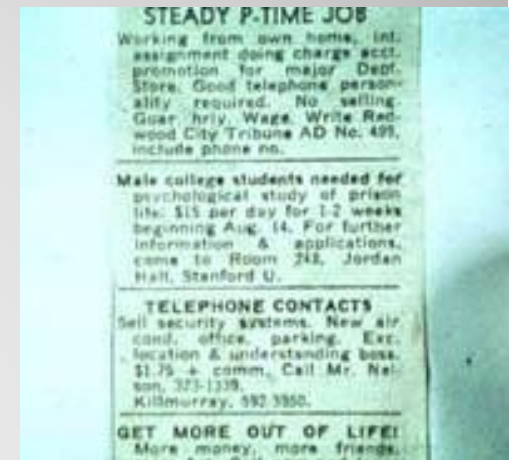 STEADY P-TIME JOB
Working from own home, int.
assignment doing charge acct.
promotion for major Dept.
Store. Good telephone person-
ality required. No selling
Guar hrly. Wage. Write Red-
wood City Tribune AD No. 499,
include phone no.
Male college students needed for
psychological study of prison
life. $15 per day for 1-2 weeks
beginning Aug. 14. For further
information & applications,
come to Room 248, Jordan
Hall, Stanford U.
TELEPHONE CONTACTS
Sell security systems. New air
cond. office, parking. Exc.
location & understanding boss.
$1.75 + comm. Call Mr. Nel-
son, 373-1339.
Killmurray, 592-3950.
GET MORE OUT OF LIFE!
More money, more friends,